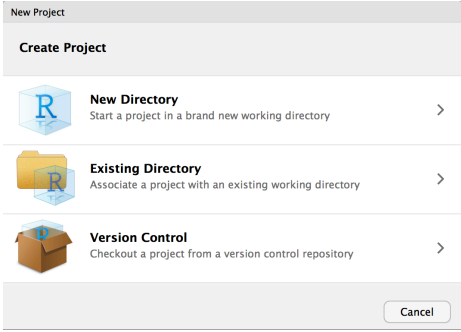 New Project
Create Project
R
New Directory
Start a project in a brand new working directory
R
Existing Directory
Associate a project with an existing working directory
R
Version Control
Checkout a project from a version control repository
Cancel